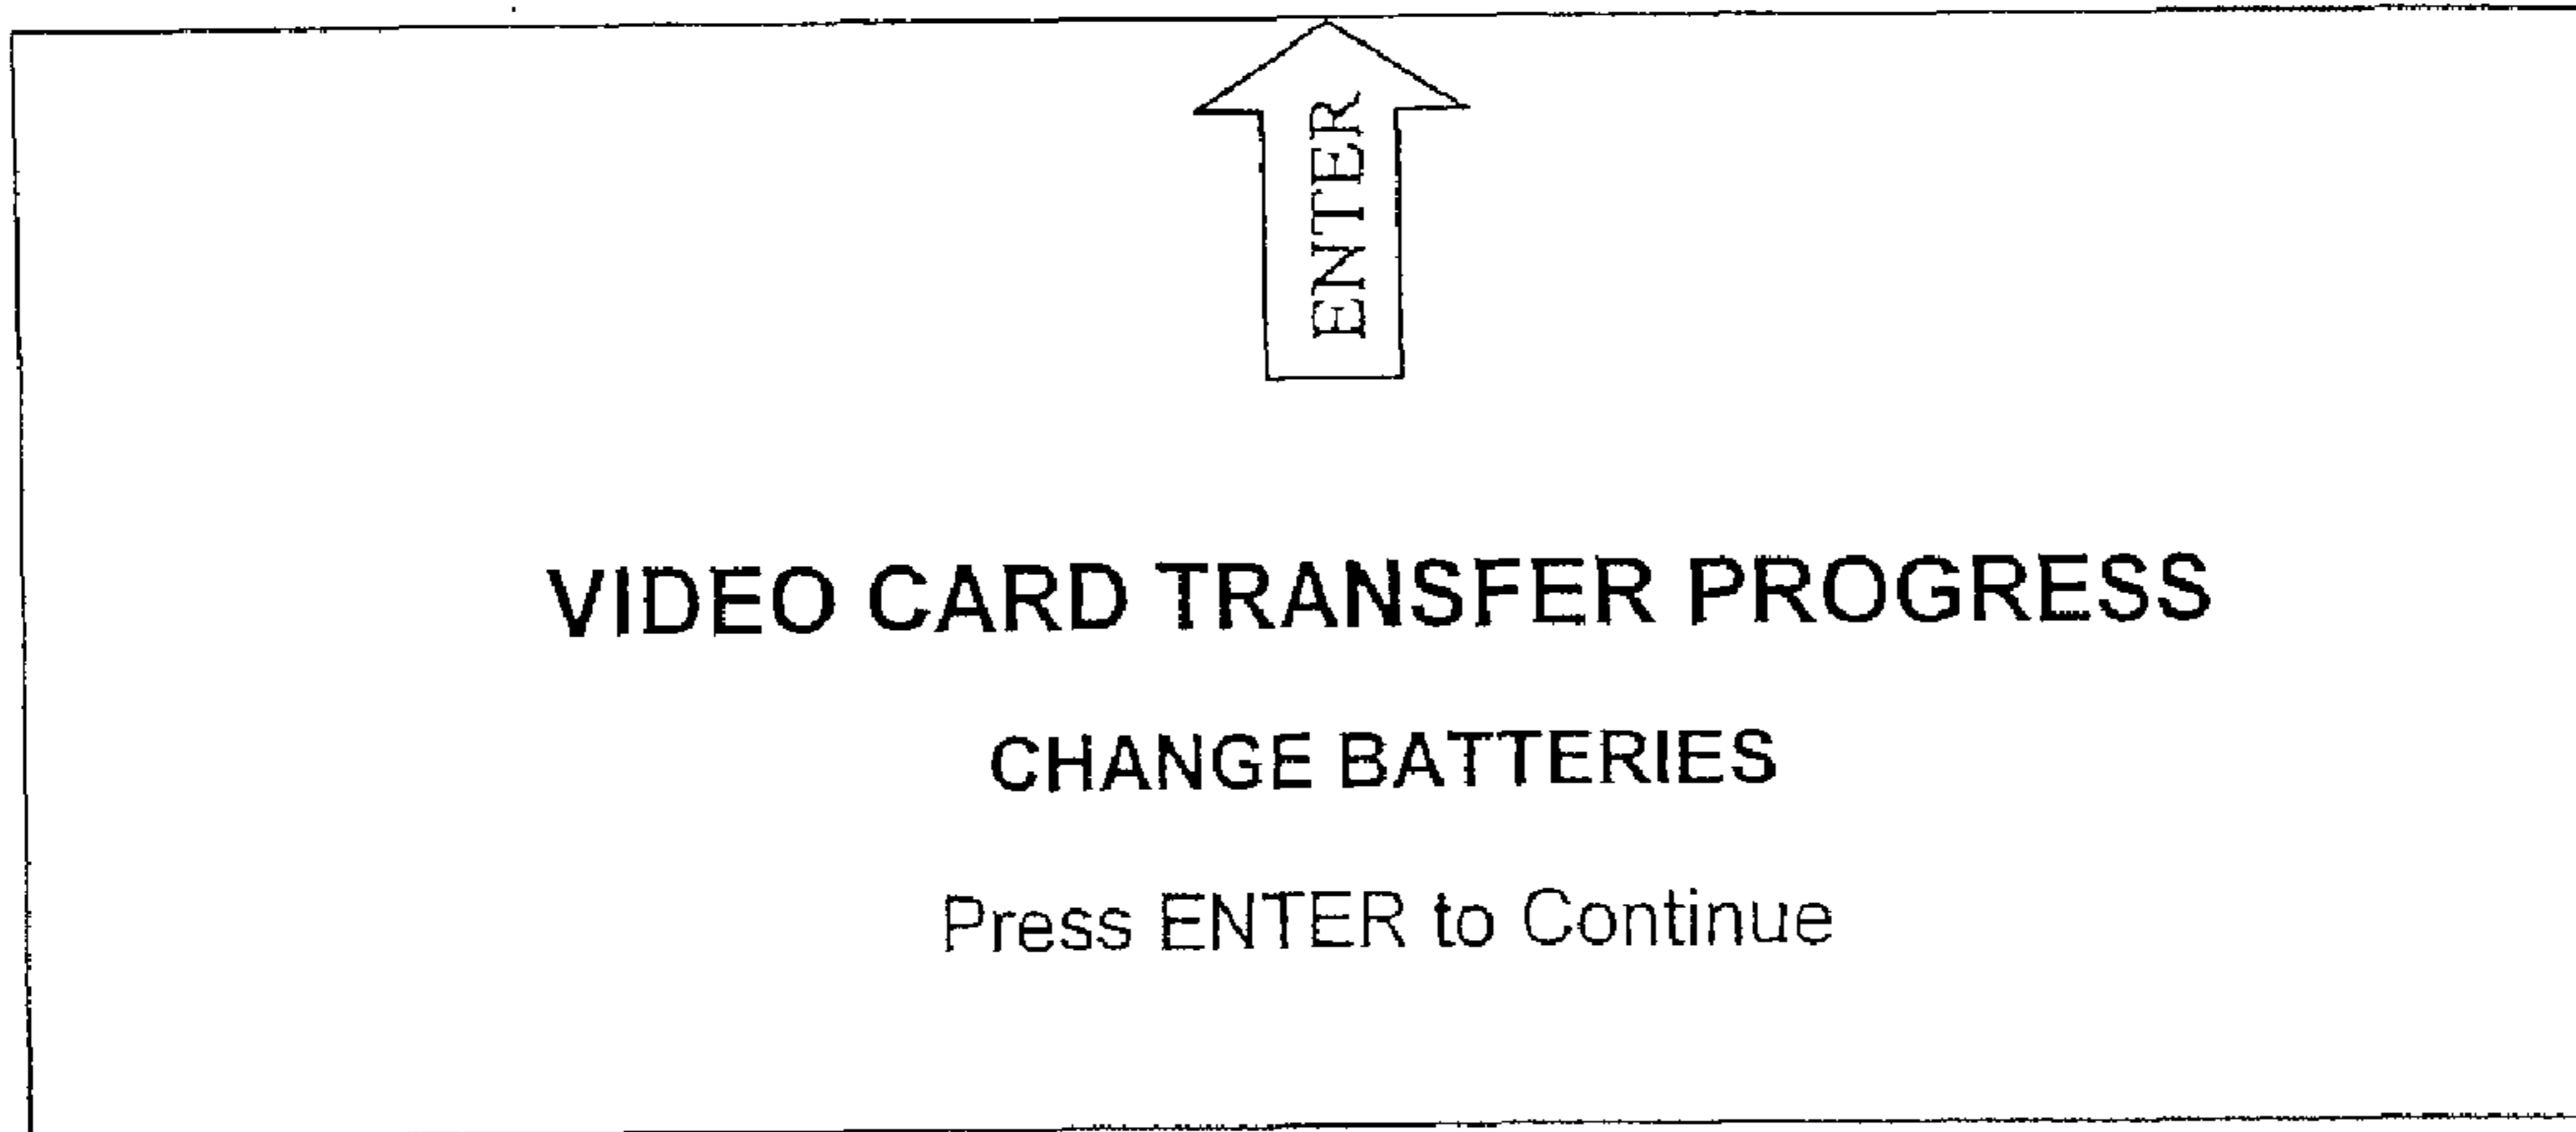 ENTER
VIDEO CARD TRANSFER PROGRESS
CHANGE BATTERIES
Press ENTER to Continue